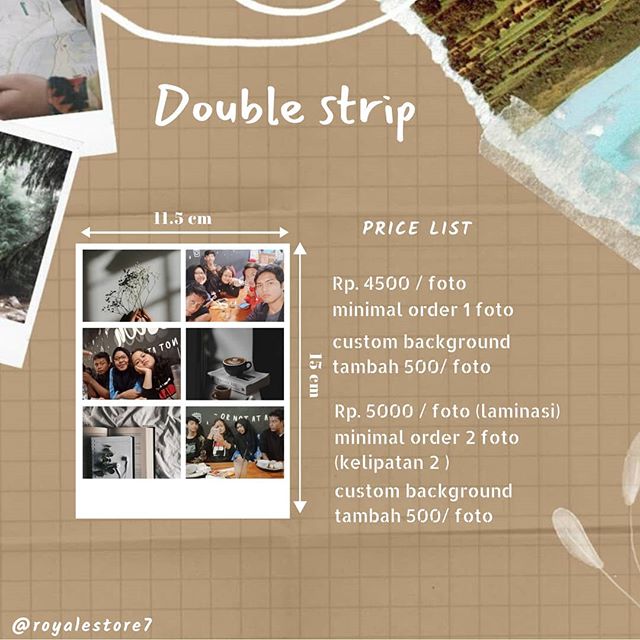 Double strip
11.5 cm
15 cm
PRICE LIST
Rp. 4500 / foto
minimal order 1 foto
custom background
tambah 500/ foto
Rp. 5000 / foto (laminasi)
minimal order 2 foto
(kelipatan 2 )
custom background
tambah 500/ foto
@royalestore7